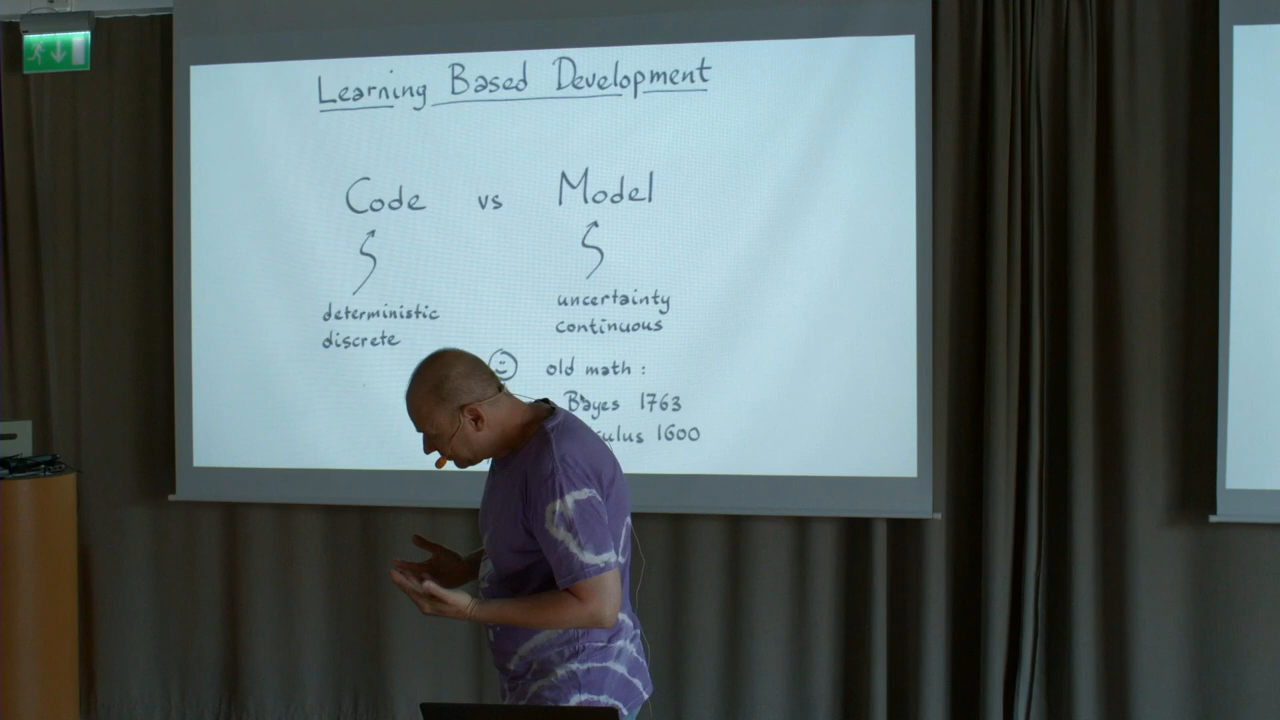 Learning Based Development
Code vs Model
deterministic
discrete
uncertainty
continuous
old math :
Bayes 1763
1600